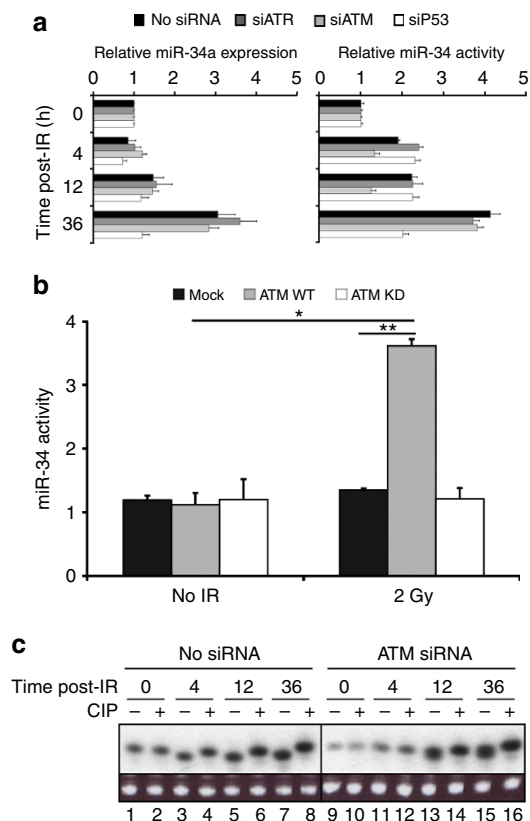 a
No siRNA siATR siATM siP53
Relative miR-34a expression Relative miR-34 activity
0 1 2 3 4 5 0 1 2 3 4 5
Time post-IR (h)
0
4
12
36
b
Mock ATM WT ATM KD
*
**
miR-34 activity
4
3
2
1
0
No IR 2 Gy
c
No siRNA ATM siRNA
Time post-IR 0 4 12 36 0 4 12 36
CIP – + – + – + – + – + – + – + – +
1 2 3 4 5 6 7 8 9 10 11 12 13 14 15 16